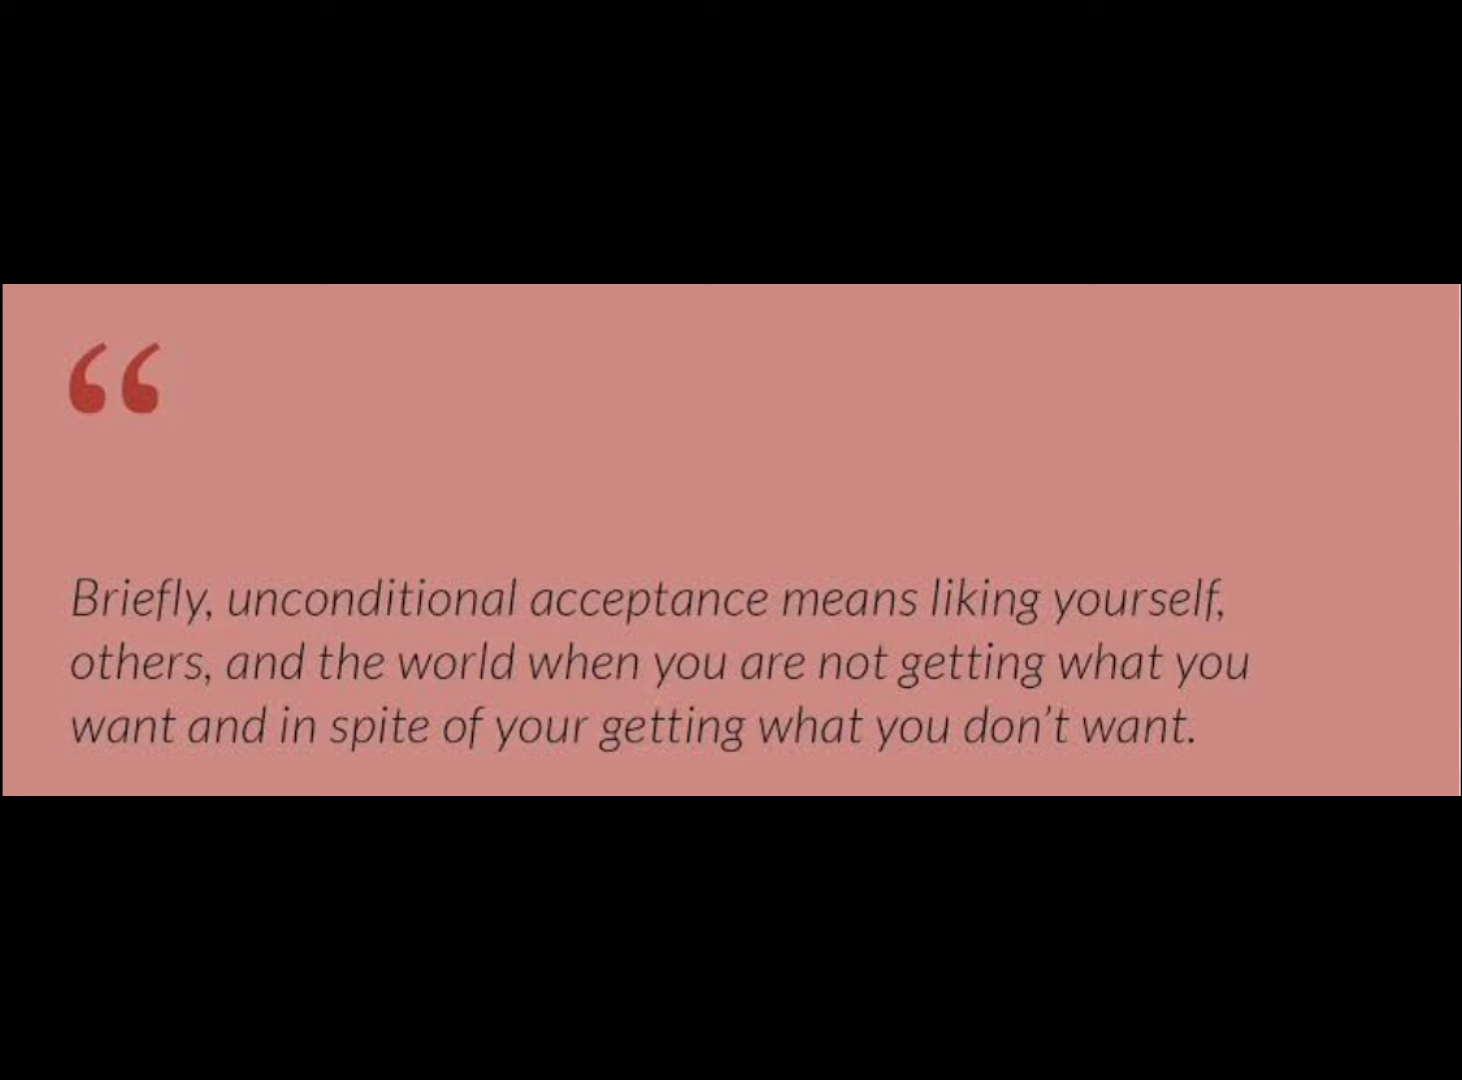 “
Briefly, unconditional acceptance means liking yourself,
others, and the world when you are not getting what you
want and in spite of your getting what you don’t want.